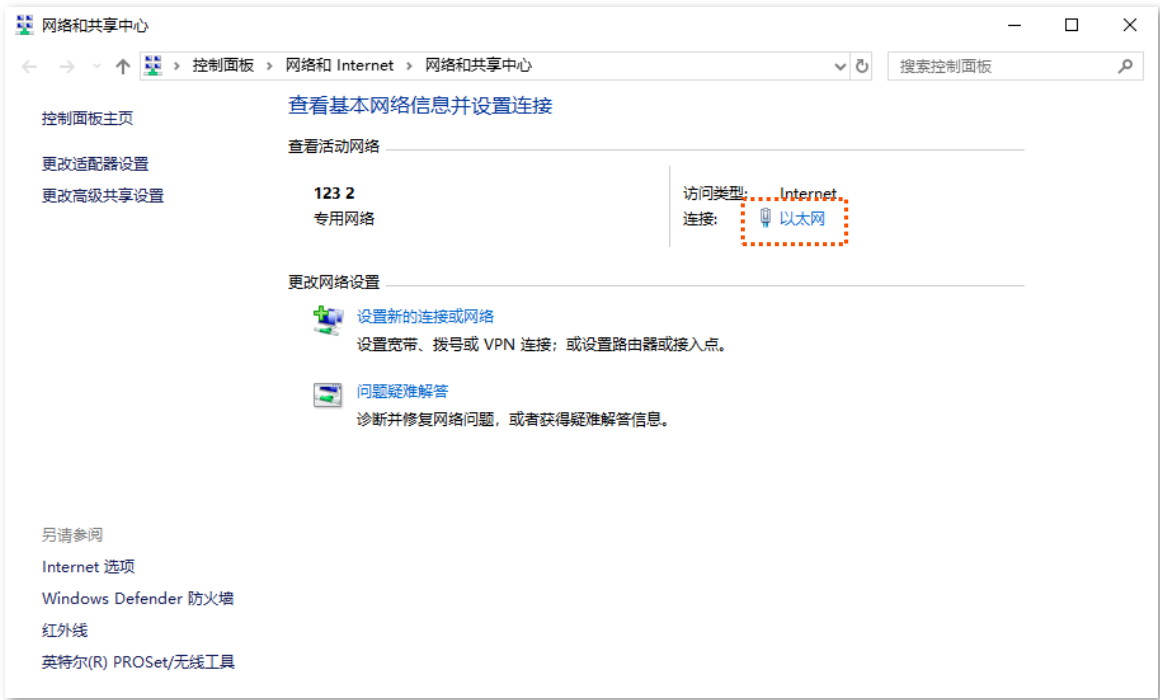 网络和共享中心
控制面板 > 网络和 Internet > 网络和共享中心
搜索控制面板
控制面板主页
更改适配器设置
更改高级共享设置
查看基本网络信息并设置连接
查看活动网络
123 2
专用网络
访问类型: Internet
连接: 以太网
更改网络设置
设置新的连接或网络
设置宽带、拨号或 VPN 连接；或设置路由器或接入点。
问题疑难解答
诊断并修复网络问题，或者获得疑难解答信息。
另请参阅
Internet 选项
Windows Defender 防火墙
红外线
英特尔(R) PROSet/无线工具